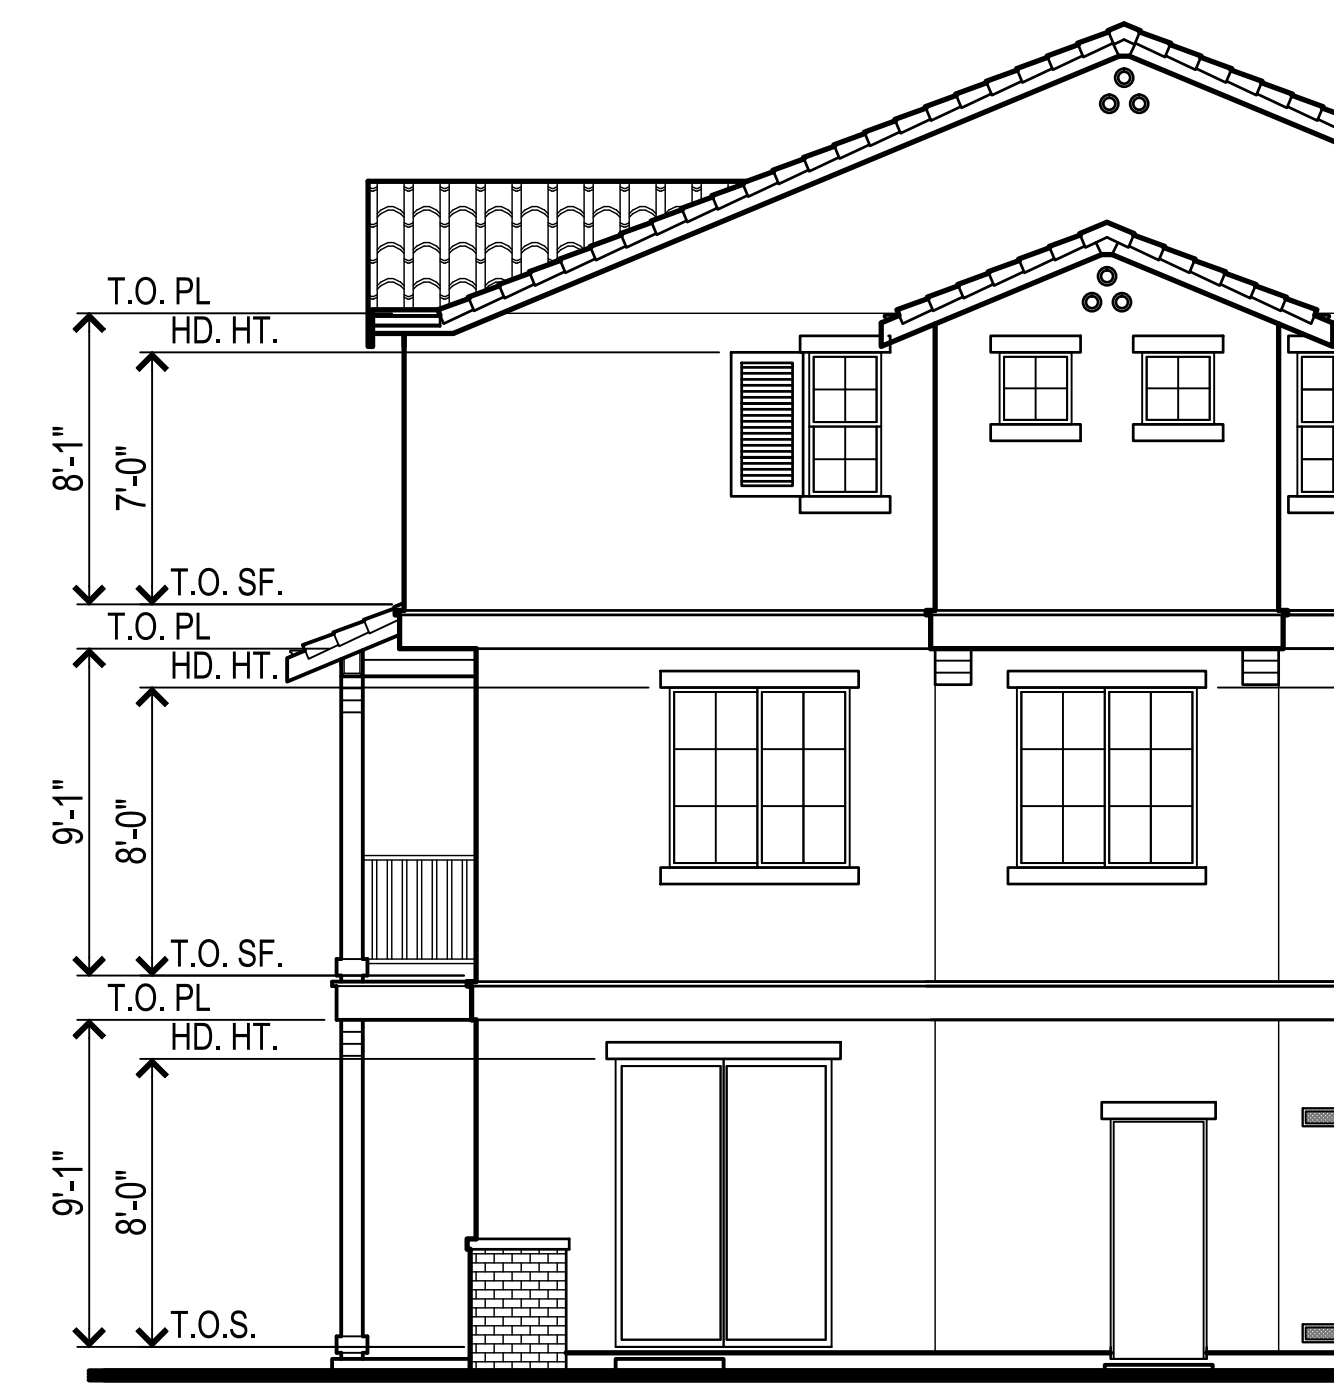 T.O. PL
HD. HT.
8'-1"
7'-0"
T.O. SF.
T.O. PL
HD. HT.
9'-1"
8'-0"
T.O. SF.
T.O. PL
HD. HT.
9'-1"
8'-0"
T.O.S.